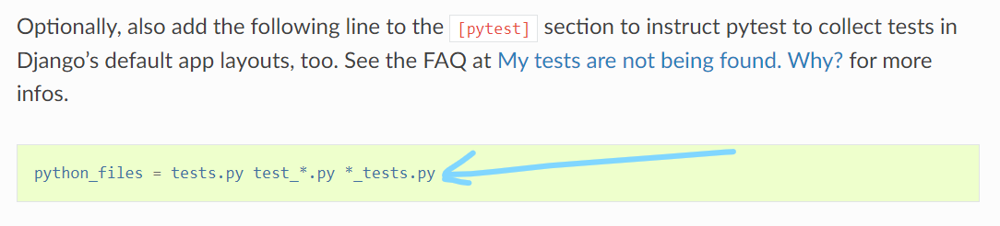 Optionally, also add the following line to the [pytest] section to instruct pytest to collect tests in
Django’s default app layouts, too. See the FAQ at My tests are not being found. Why? for more
infos.
python_files = tests.py test_*.py *_tests.py